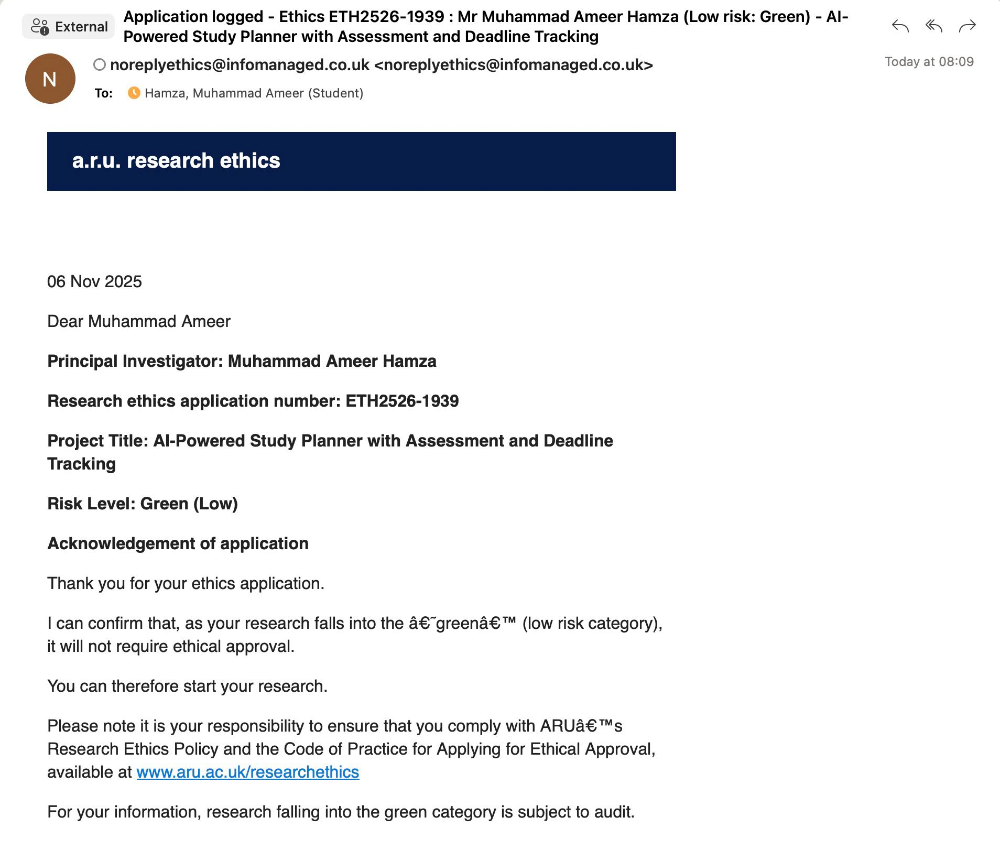 External
Application logged - Ethics ETH2526-1939 : Mr Muhammad Ameer Hamza (Low risk: Green) - AI-
Powered Study Planner with Assessment and Deadline Tracking
N
noreplyethics@infomanaged.co.uk <noreplyethics@infomanaged.co.uk>
Today at 08:09
To: Hamza, Muhammad Ameer (Student)
a.r.u. research ethics
06 Nov 2025
Dear Muhammad Ameer
Principal Investigator: Muhammad Ameer Hamza
Research ethics application number: ETH2526-1939
Project Title: AI-Powered Study Planner with Assessment and Deadline
Tracking
Risk Level: Green (Low)
Acknowledgement of application
Thank you for your ethics application.
I can confirm that, as your research falls into the â€˜greenâ€™ (low risk category),
it will not require ethical approval.
You can therefore start your research.
Please note it is your responsibility to ensure that you comply with ARUâ€™s
Research Ethics Policy and the Code of Practice for Applying for Ethical Approval,
available at www.aru.ac.uk/researchethics
For your information, research falling into the green category is subject to audit.